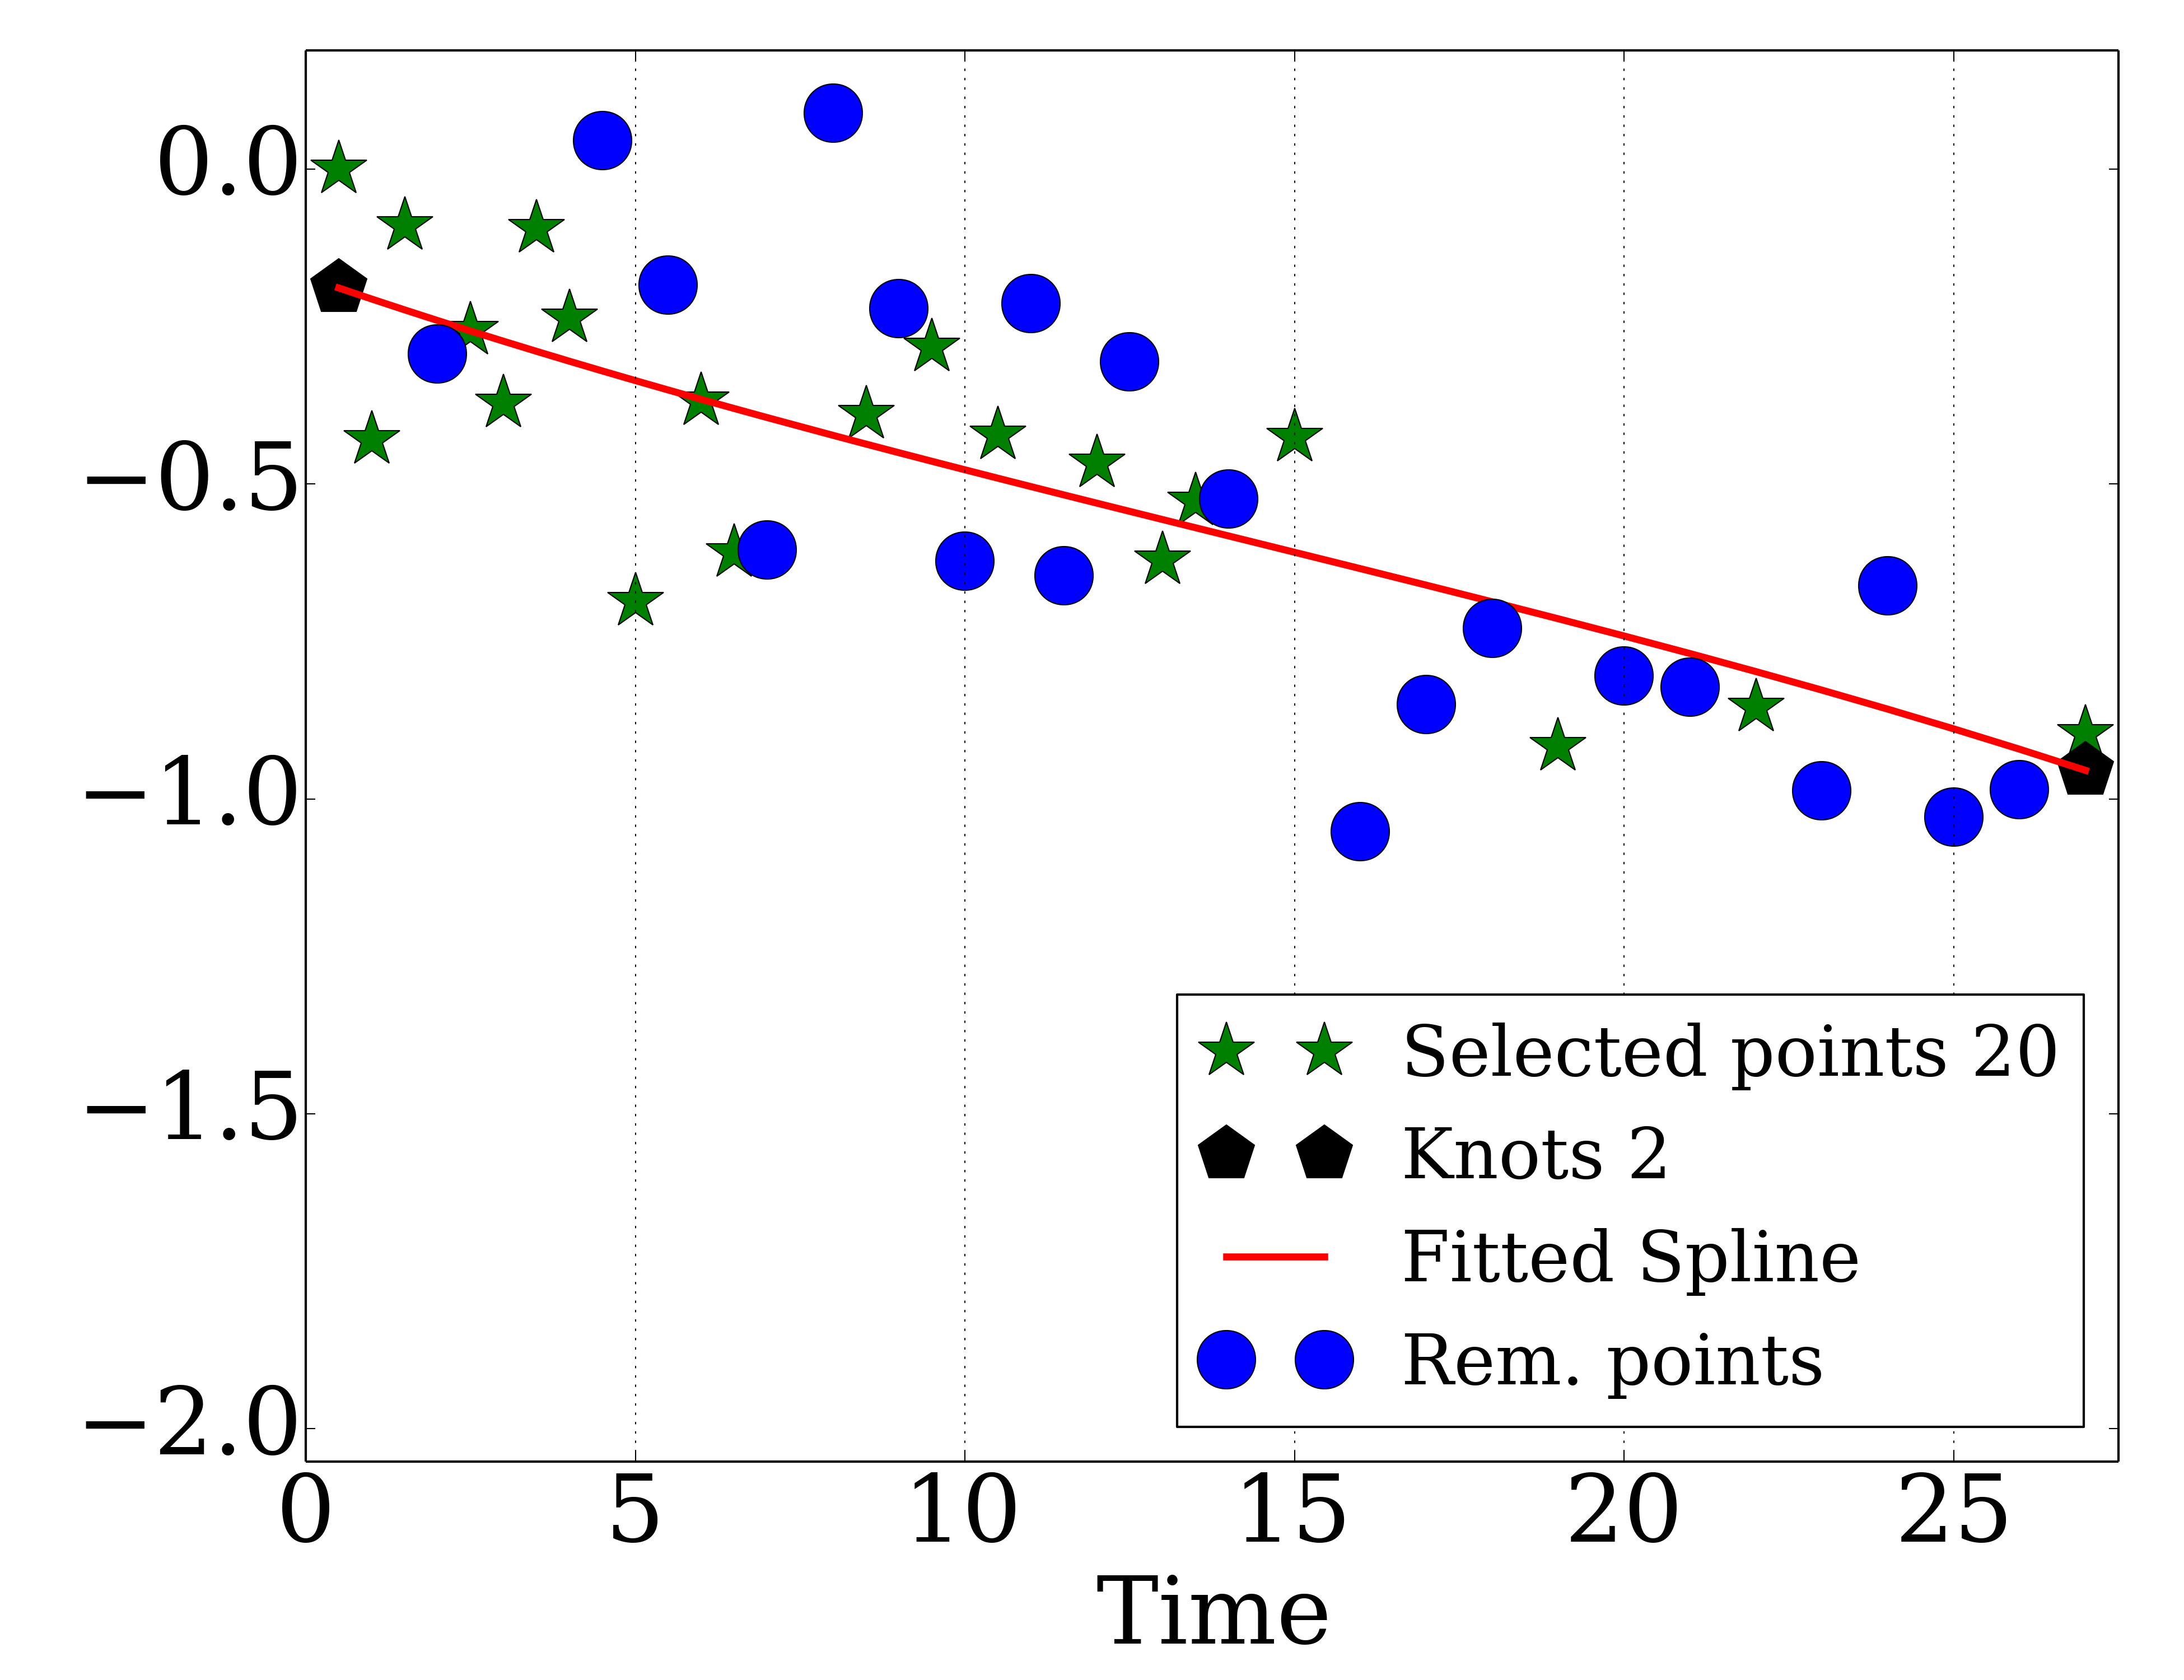 0.0
−0.5
−1.0
−1.5
−2.0
0 5 10 15 20 25
Time
Selected points 20
Knots 2
Fitted Spline
Rem. points